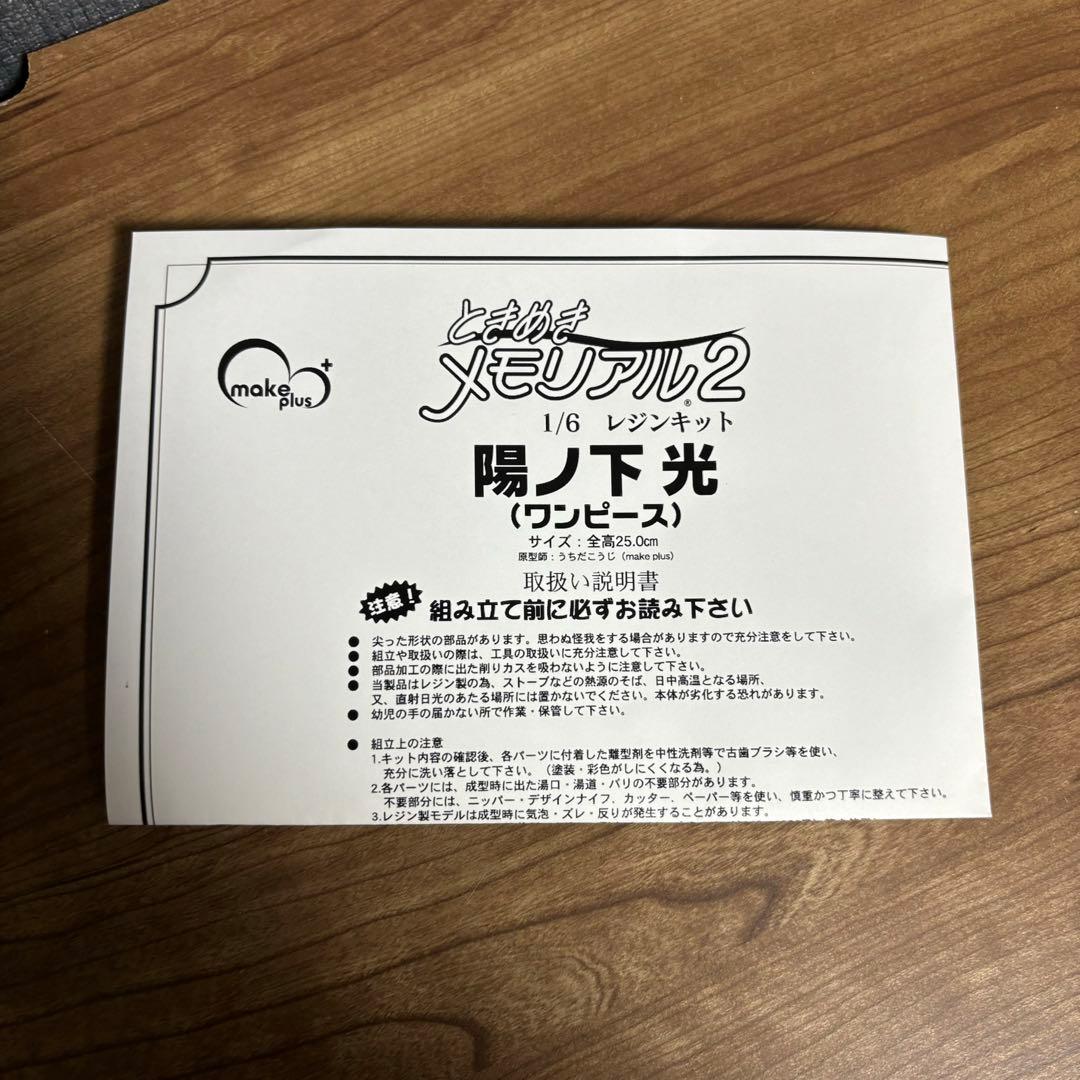 make plus +
ときめき
メモリアル2®
1/6 レジンキット
陽ノ下 光
（ワンピース）
サイズ：全高25.0㎝
原型師：うちだこうじ（make plus）
取扱い説明書
注意！ 組み立て前に必ずお読み下さい
● 尖った形状の部品があります。思わぬ怪我をする場合がありますので充分注意をして下さい。
● 組立や取扱いの際は、工具の取扱いに充分注意して下さい。
● 部品加工の際に出た削りカスを吸わないように注意して下さい。
● 当製品はレジン製の為、ストーブなどの熱源のそば、日中高温となる場所、
又、直射日光のあたる場所には置かないでください。本体が劣化する恐れがあります。
● 幼児の手の届かない所で作業・保管して下さい。
● 組立上の注意
1.キット内容の確認後、各パーツに付着した離型剤を中性洗剤等で古歯ブラシ等を使い、
充分に洗い落として下さい。（塗装・彩色がしにくくなる為。）
2.各パーツには、成型時に出た湯口・湯道・バリの不要部分があります。
不要部分には、ニッパー・デザインナイフ、カッター、ペーパー等を使い、慎重かつ丁寧に整えて下さい。
3.レジン製モデルは成型時に気泡・ズレ・反りが発生することがあります。